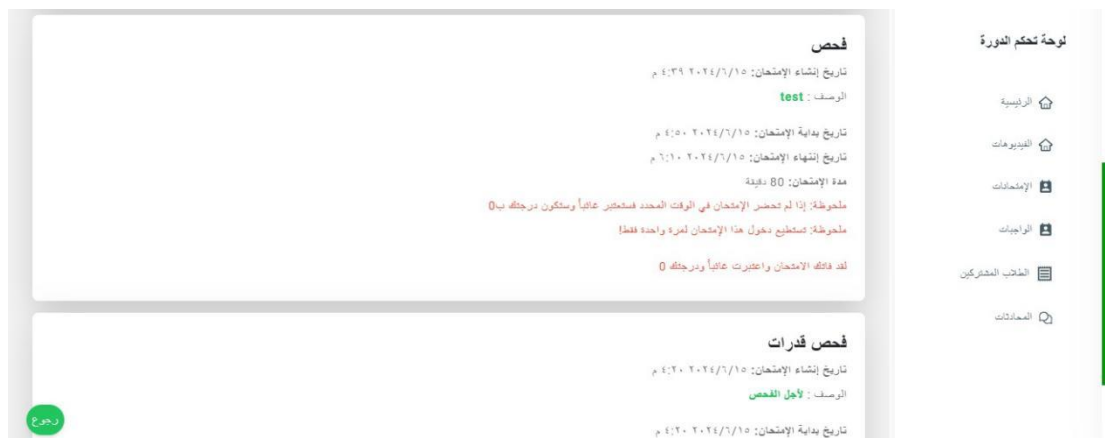 لوحة تحكم الدورة
الرئيسية
الفيديوهات
الإمتحانات
الواجبات
الطلاب المشتركين
المحادثات
فحص
تاريخ إنشاء الإمتحان: ٢٠٢٤/٦/١٥ ٤:٣٩ م
الوصف : test
تاريخ بداية الإمتحان: ٢٠٢٤/٦/١٥ ٤:٥٠ م
تاريخ إنتهاء الإمتحان: ٢٠٢٤/٦/١٥ ٦:١٠ م
مدة الإمتحان: 80 دقيقة
ملحوظة: إذا لم تحضر الإمتحان في الوقت المحدد فستعتبر غائباً وستكون درجتك ب0
ملحوظة: تستطيع دخول هذا الإمتحان لمرة واحدة فقط!
لقد فاتك الامتحان واعتبرت غائباً ودرجتك 0
فحص قدرات
تاريخ إنشاء الإمتحان: ٢٠٢٤/٦/١٥ ٤:٢٠ م
الوصف : لأجل الفحص
تاريخ بداية الإمتحان: ٢٠٢٤/٦/١٥ ٤:٢٠ م
رجوع